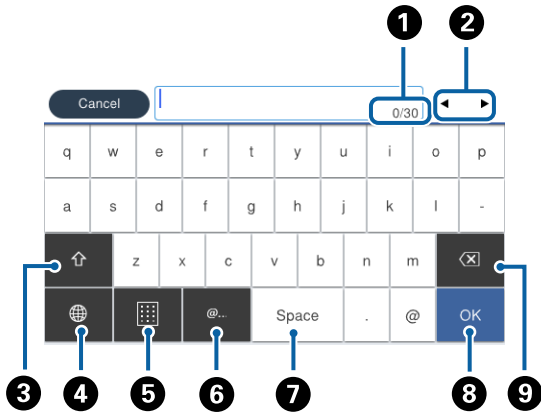 1 2
Cancel
0/30
q w e r t y u i o p
a s d f g h j k l -
z x c v b n m
@... Space . @ OK
3 4 5 6 7 8 9